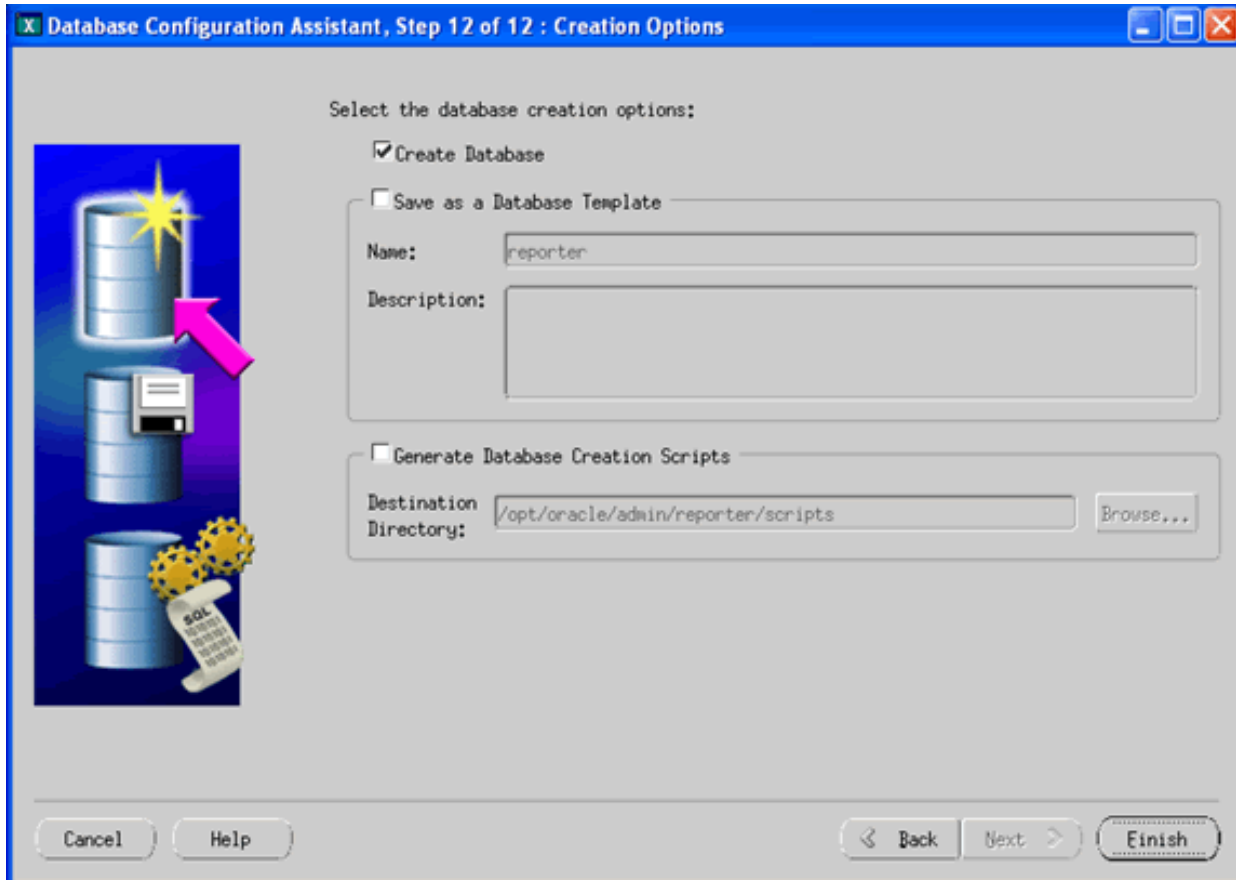 X Database Configuration Assistant, Step 12 of 12 : Creation Options
Select the database creation options:
Create Database
Save as a Database Template
Name: reporter
Description:
Generate Database Creation Scripts
Destination
Directory: /opt/oracle/admin/reporter/scripts Browse...
SQL
Cancel Help Back Next Finish